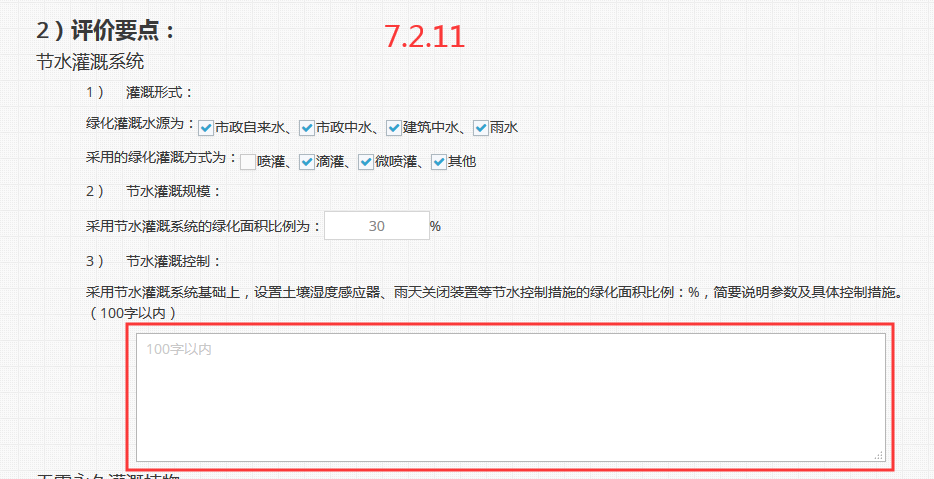 2）评价要点：
7.2.11
节水灌溉系统
1） 灌溉形式：
绿化灌溉水源为：市政自来水、市政中水、建筑中水、雨水
采用的绿化灌溉方式为：喷灌、滴灌、微喷灌、其他
2） 节水灌溉规模：
采用节水灌溉系统的绿化面积比例为：30%
3） 节水灌溉控制：
采用节水灌溉系统基础上，设置土壤湿度感应器、雨天关闭装置等节水控制措施的绿化面积比例：%，简要说明参数及具体控制措施。
（100字以内）
100字以内